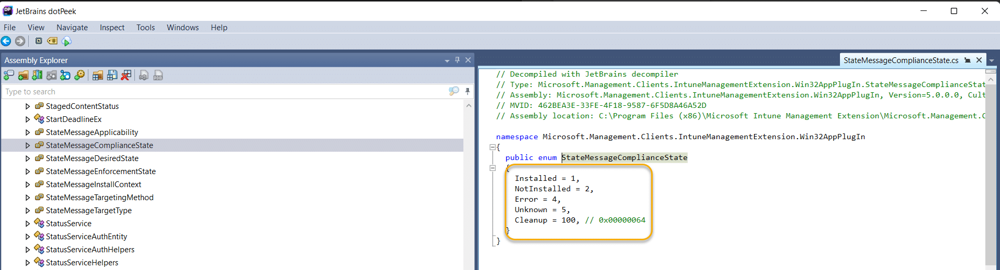 JetBrains dotPeek
File View Navigate Inspect Tools Windows Help
Assembly Explorer
Type to search
StagedContentStatus
StartDeadlineEx
StateMessageApplicability
StateMessageComplianceState
StateMessageDesiredState
StateMessageEnforcementState
StateMessageInstallContext
StateMessageTargetingMethod
StateMessageTargetType
StatusService
StatusServiceAuthEntity
StatusServiceAuthHelpers
StatusServiceHelpers
StateMessageComplianceState.cs
// Decompiled with JetBrains decompiler
// Type: Microsoft.Management.Clients.IntuneManagementExtension.Win32AppPlugIn.StateMessageComplianceStat
// Assembly: Microsoft.Management.Clients.IntuneManagementExtension.Win32AppPlugIn, Version=5.0.0.0, Cult
// MVID: 462BEA3E-33FE-4F18-9587-6F5D8A46A52D
// Assembly location: C:\Program Files (x86)\Microsoft Intune Management Extension\Microsoft.Management.C
namespace Microsoft.Management.Clients.IntuneManagementExtension.Win32AppPlugIn
{
public enum StateMessageComplianceState
{
Installed = 1,
NotInstalled = 2,
Error = 4,
Unknown = 5,
Cleanup = 100, // 0x00000064
}
}